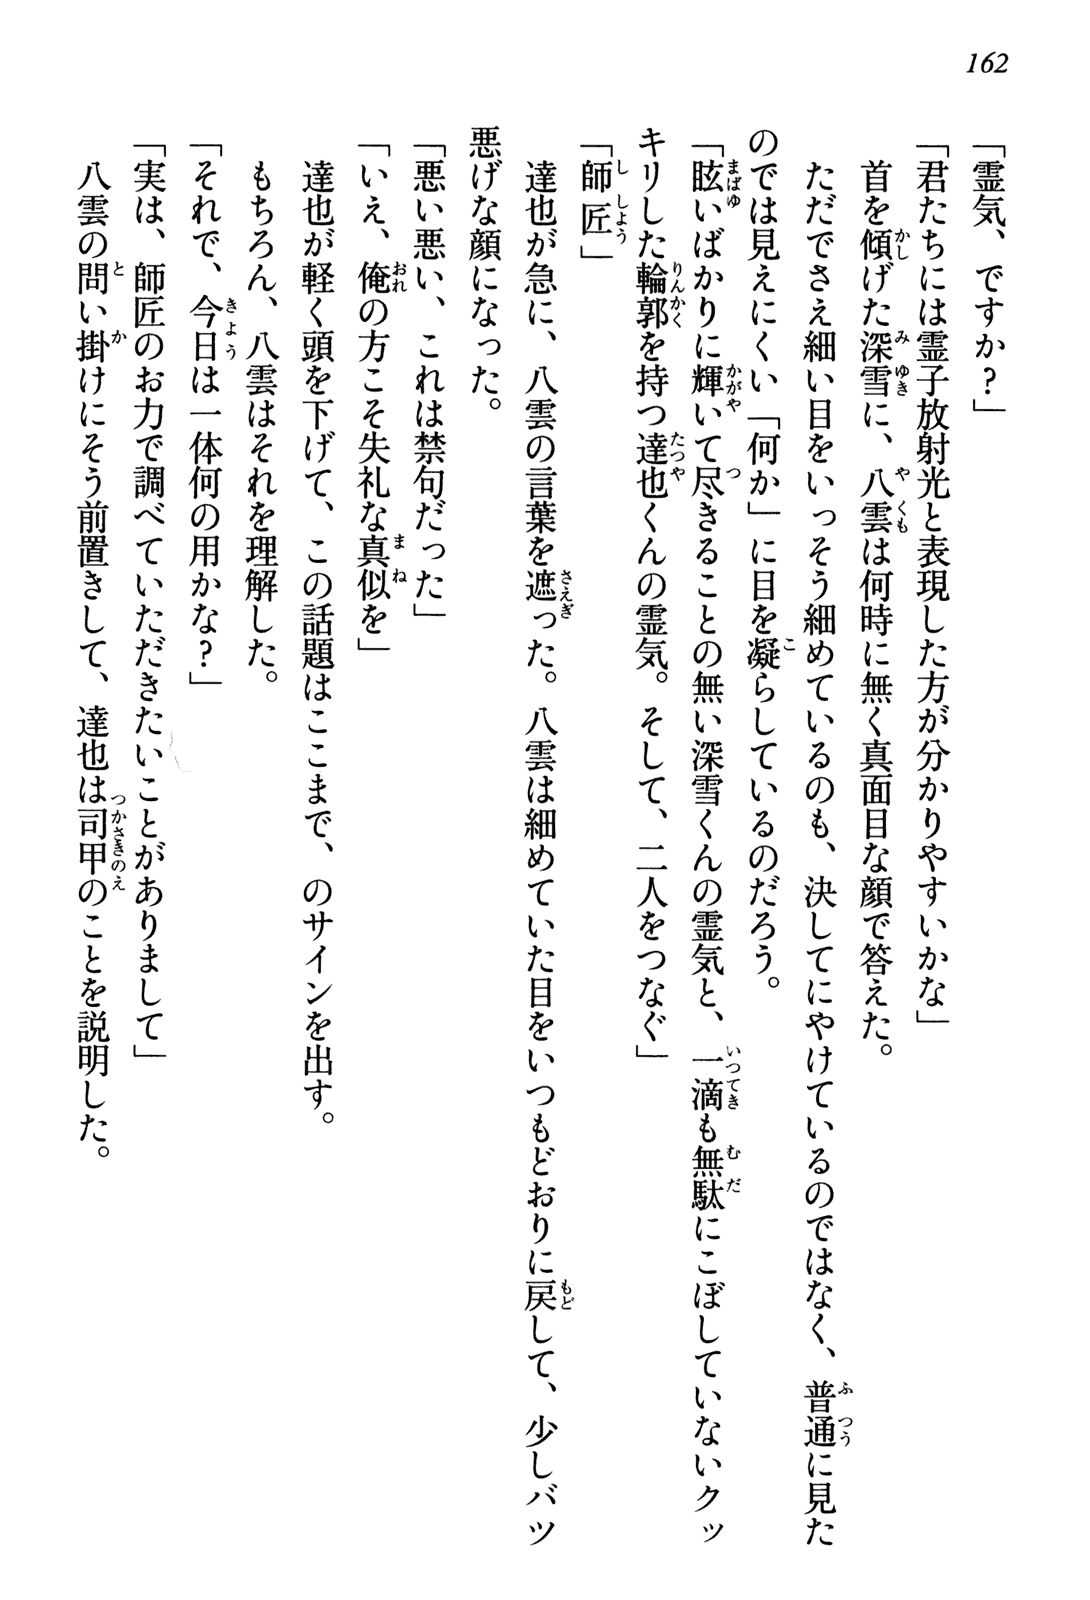 162
「霊気、ですか？」
「君たちには霊子放射光と表現した方が分かりやすいかな」
首を傾げた深雪に、八雲は何時に無く真面目な顔で答えた。
ただでさえ細い目をいっそう細めているのも、決してにやけているのではなく、普通に見た
のでは見えにくい「何か」に目を凝らしているのだろう。
「眩いばかりに輝いて尽きることの無い深雪くんの霊気と、一滴も無駄にこぼしていないクッ
キリした輪郭を持つ達也くんの霊気。そして、二人をつなぐ」
「師匠」
達也が急に、八雲の言葉を遮った。八雲は細めていた目をいつもどおりに戻して、少しバツ
悪げな顔になった。
「悪い悪い、これは禁句だった」
「いえ、俺の方こそ失礼な真似を」
達也が軽く頭を下げて、この話題はここまで、のサインを出す。
もちろん、八雲はそれを理解した。
「それで、今日は一体何の用かな？」
「実は、師匠のお力で調べていただきたいことがありまして」
八雲の問い掛けにそう前置きして、達也は司甲のことを説明した。